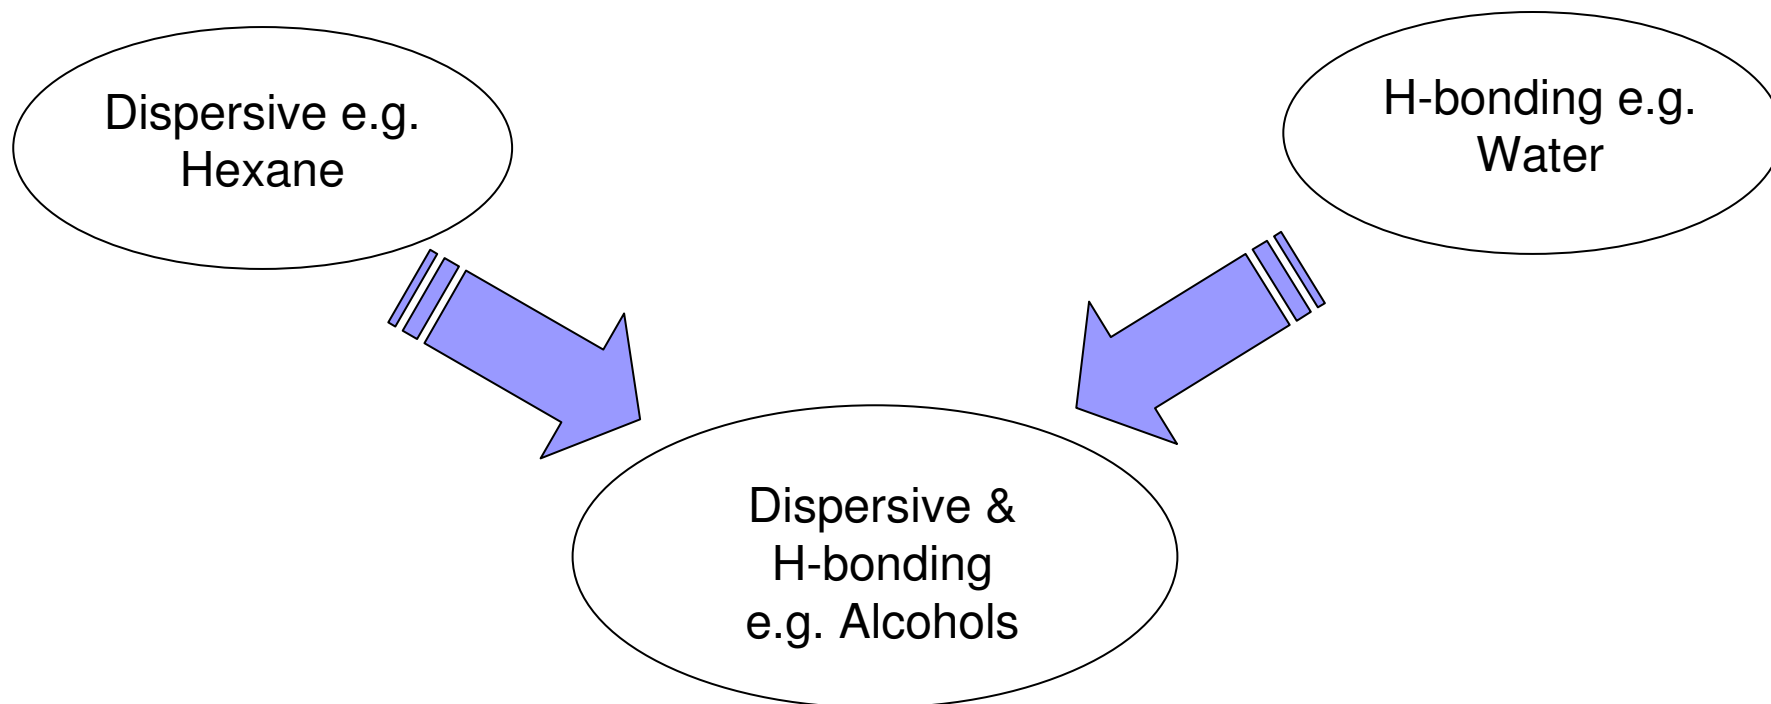 Dispersive e.g.
Hexane
H-bonding e.g.
Water
Dispersive &
H-bonding
e.g. Alcohols